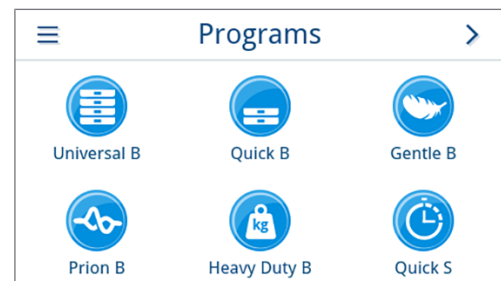 Programs
Universal B
Quick B
Gentle B
kg
Prion B
Heavy Duty B
Quick S